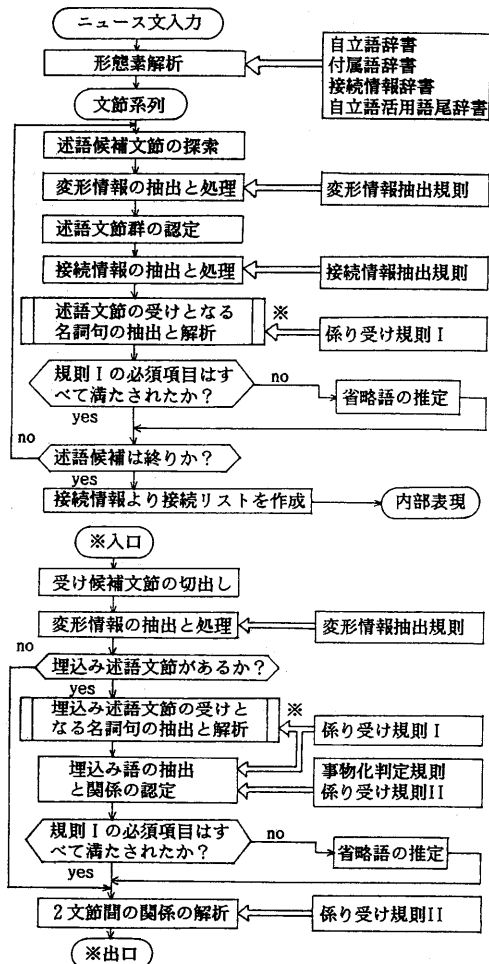 ニュース文入力
形態素解析
自立語辞書
付属語辞書
接続情報辞書
自立語活用語尾辞書
文節系列
述語候補文節の探索
変形情報の抽出と処理
変形情報抽出規則
述語文節群の認定
接続情報の抽出と処理
接続情報抽出規則
述語文節の受けとなる
名詞句の抽出と解析
※
係り受け規則Ⅰ
規則Ⅰの必須項目はす
べて満たされたか?
no
省略語の推定
yes
no
述語候補は終りか?
yes
接続情報より接続リストを作成
内部表現
※入口
受け候補文節の切出し
変形情報の抽出と処理
変形情報抽出規則
no
埋込み述語文節があるか?
yes
埋込み述語文節の受けと
なる名詞句の抽出と解析
※
係り受け規則Ⅰ
埋込み語の抽出
と関係の認定
事物化判定規則
係り受け規則II
規則Ⅰの必須項目はす
べて満たされたか?
no
省略語の推定
yes
2文節間の関係の解析
係り受け規則II
※出口